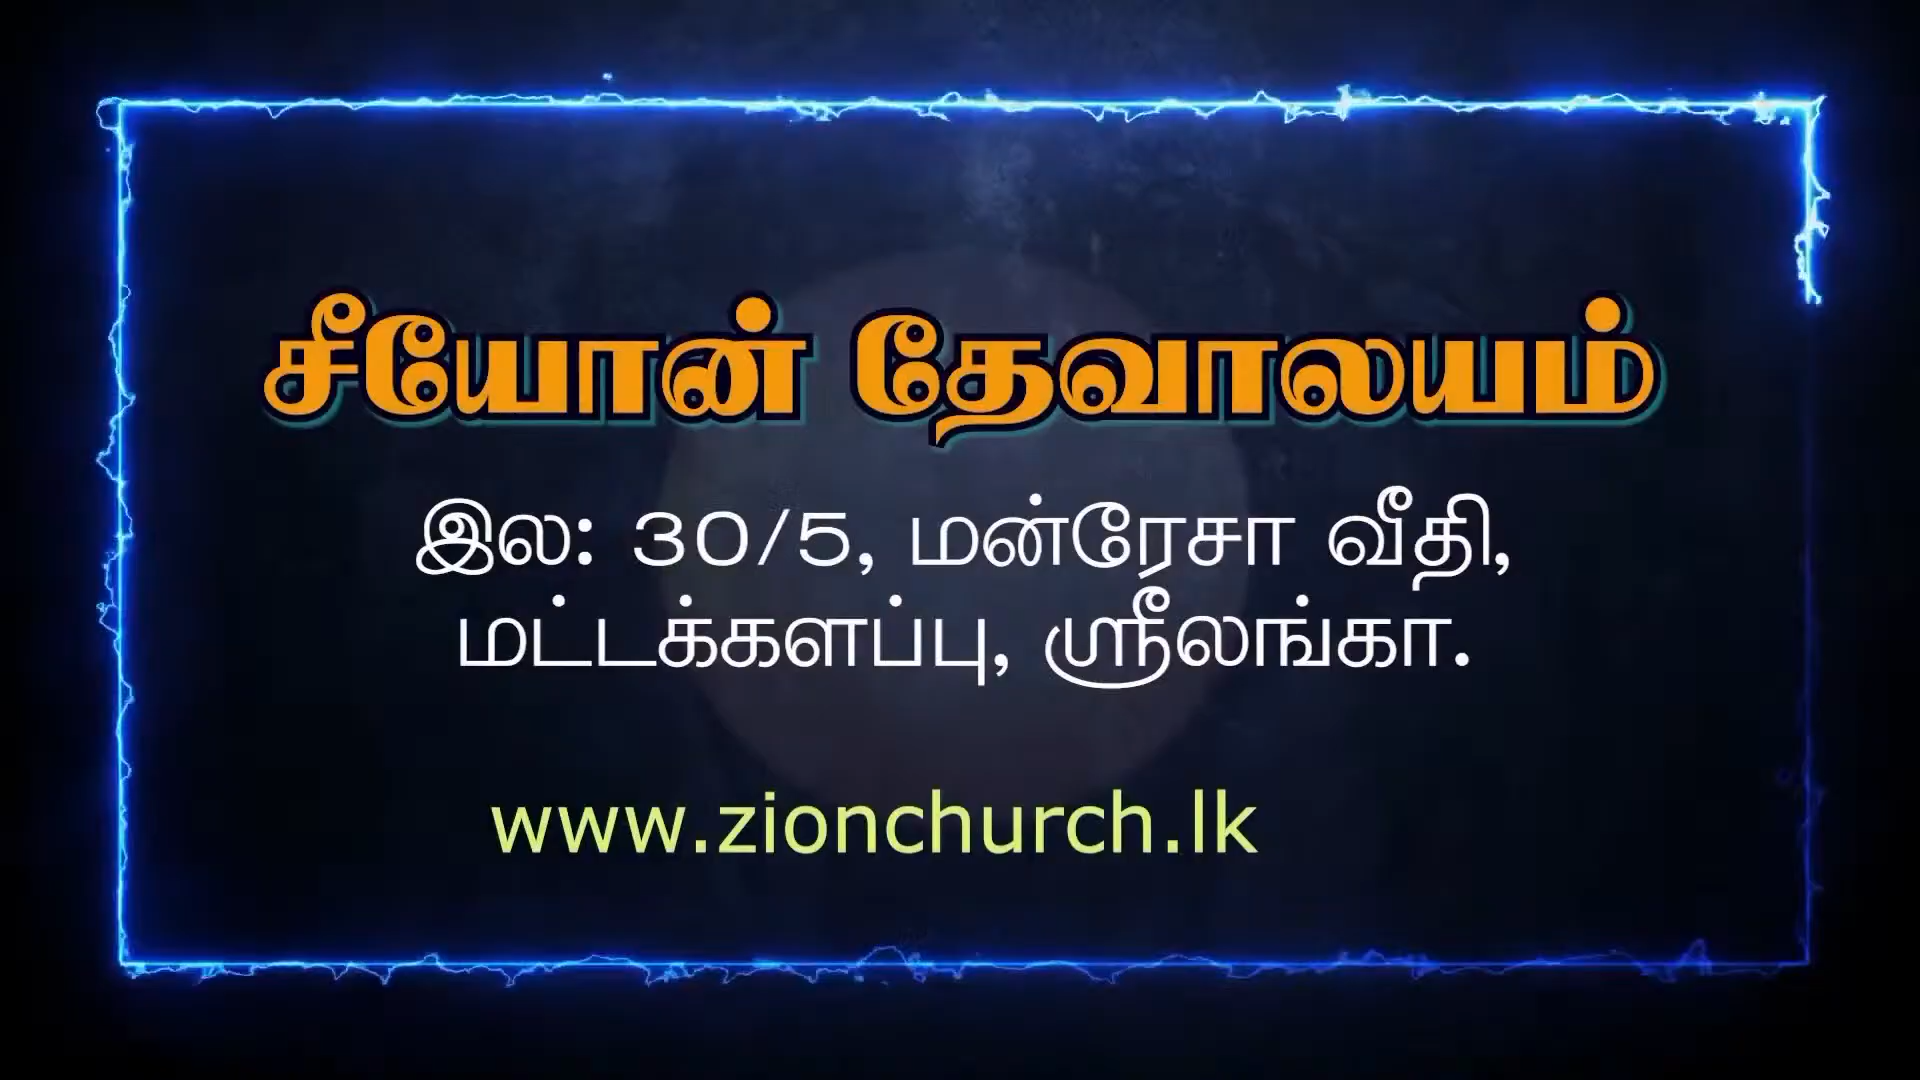 சீயோன் தேவாலயம்
இல: 30/5, மன்ரேசா வீதி,
மட்டக்களப்பு, ஸ்ரீலங்கா.
www.zionchurch.lk